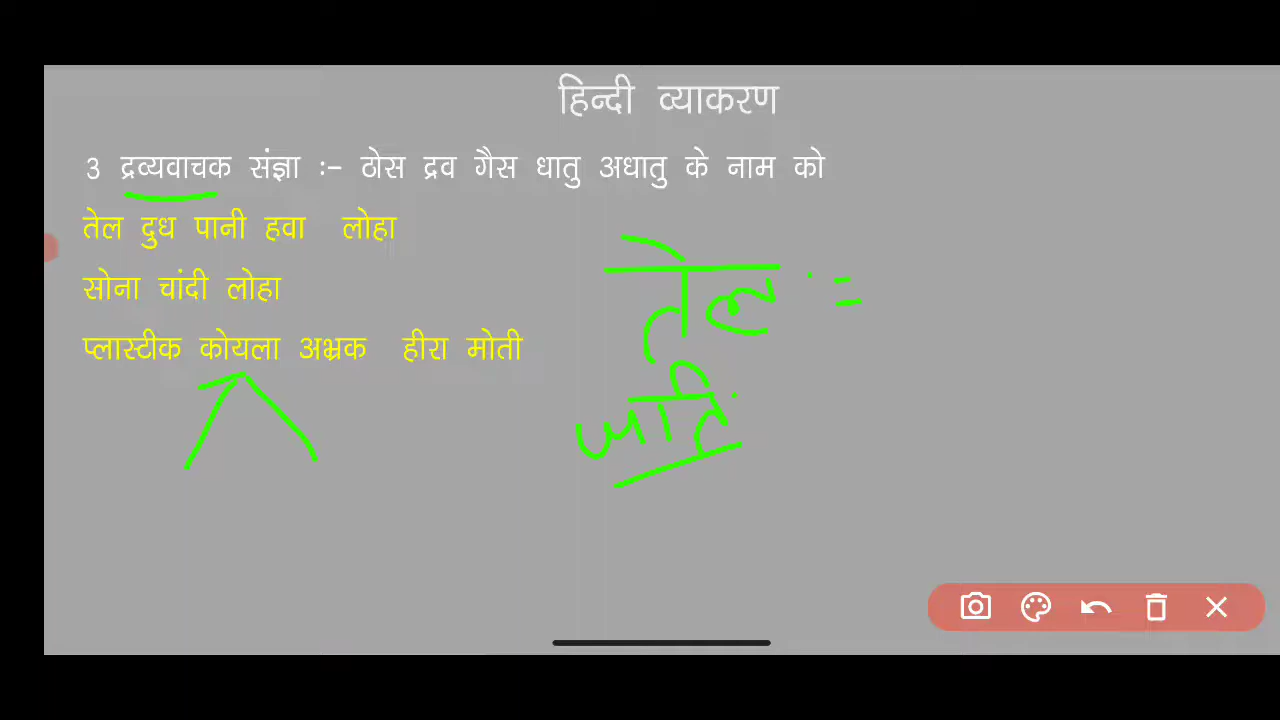 हिन्दी व्याकरण
3 द्रव्यवाचक संज्ञा :- ठोस द्रव गैस धातु अधातु के नाम को
तेल दुध पानी हवा लोहा
सोना चांदी लोहा
प्लास्टीक कोयला अभ्रक हीरा मोती
तेल :=
जाति